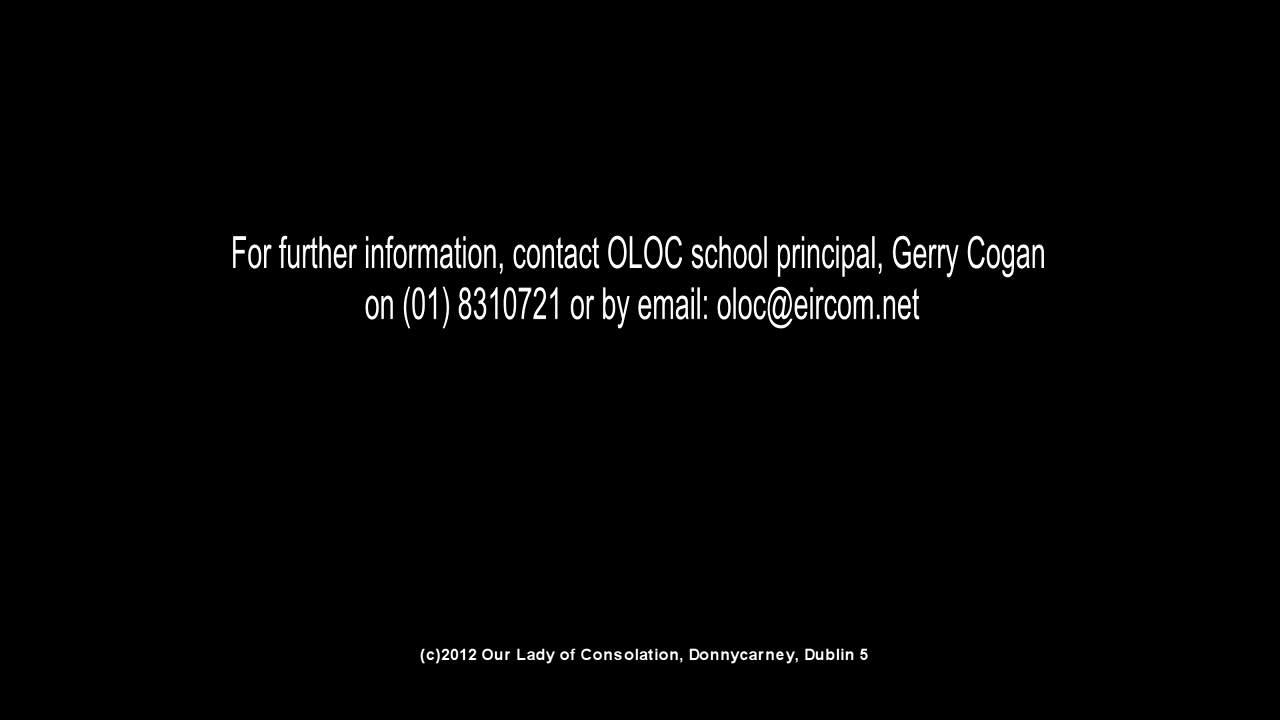 For further information, contact OLOC school principal, Gerry Cogan
on (01) 8310721 or by email: oloc@eircom.net
(c)2012 Our Lady of Consolation, Donnycarney, Dublin 5